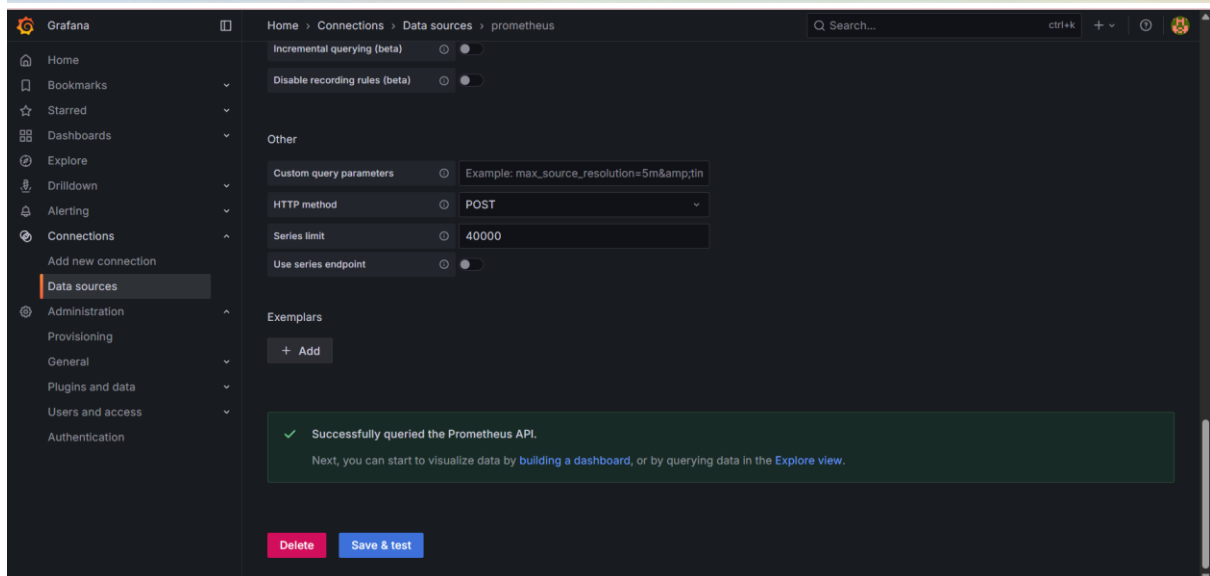 Grafana
Home › Connections › Data sources › prometheus
Search...
ctrl+k
Home
Bookmarks
Starred
Dashboards
Explore
Drilldown
Alerting
Connections
Add new connection
Data sources
Administration
Provisioning
General
Plugins and data
Users and access
Authentication
Incremental querying (beta)
Disable recording rules (beta)
Other
Custom query parameters
Example: max_source_resolution=5m&amp;tin
HTTP method
POST
Series limit
40000
Use series endpoint
Exemplars
+ Add
Successfully queried the Prometheus API.
Next, you can start to visualize data by building a dashboard, or by querying data in the Explore view.
Delete
Save & test